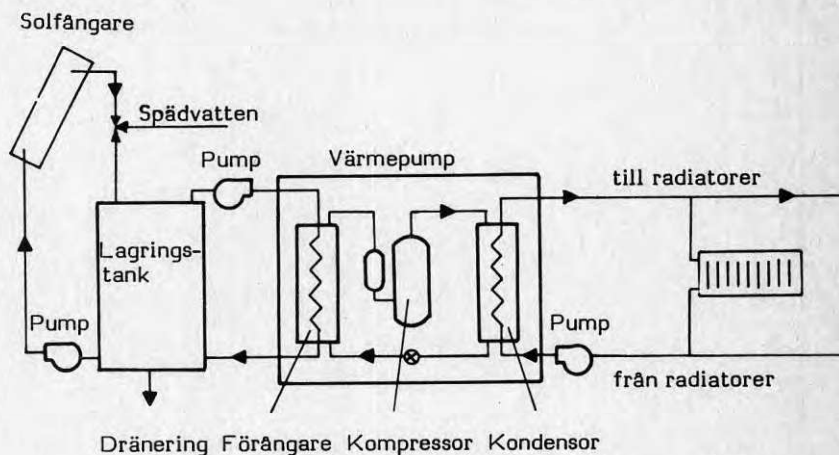 Solfångare
Spädvatten
Pump
Värmepump
till radiatorer
Lagrings-
tank
Pump
Pump
från radiatorer
Dränering Förångare Kompressor Kondensor